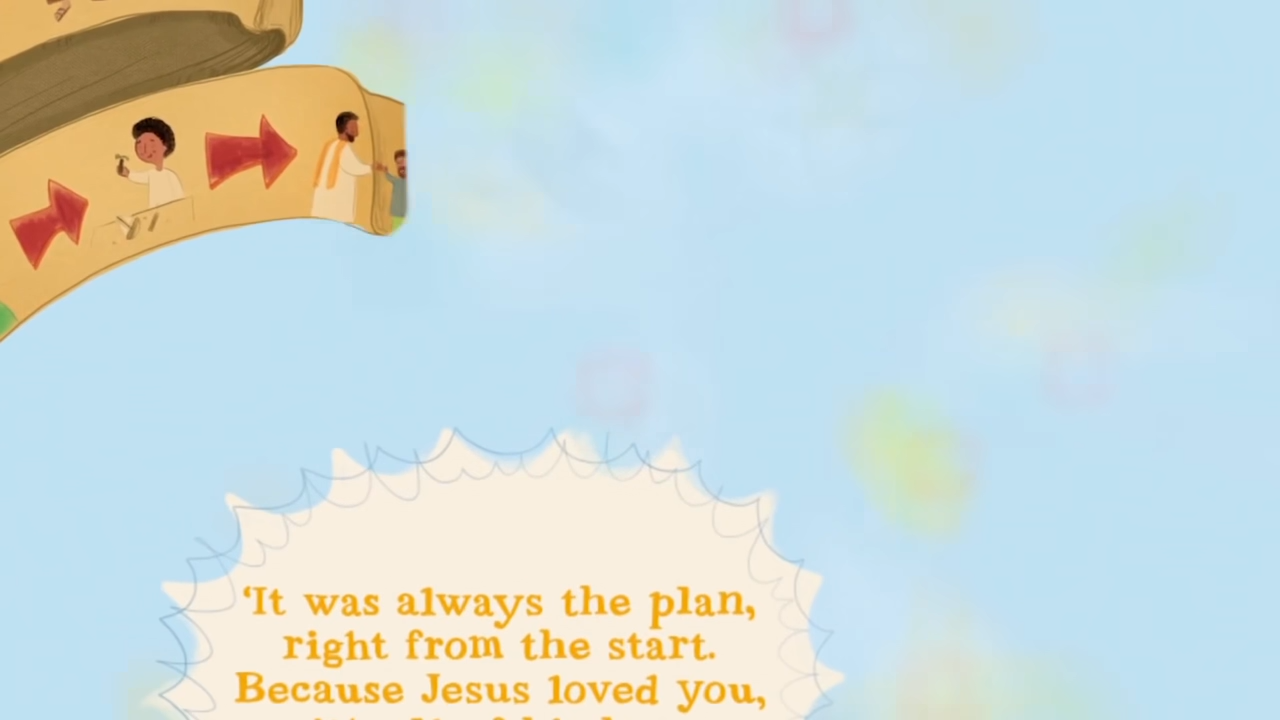 ‘It was always the plan,
right from the start.
Because Jesus loved you,